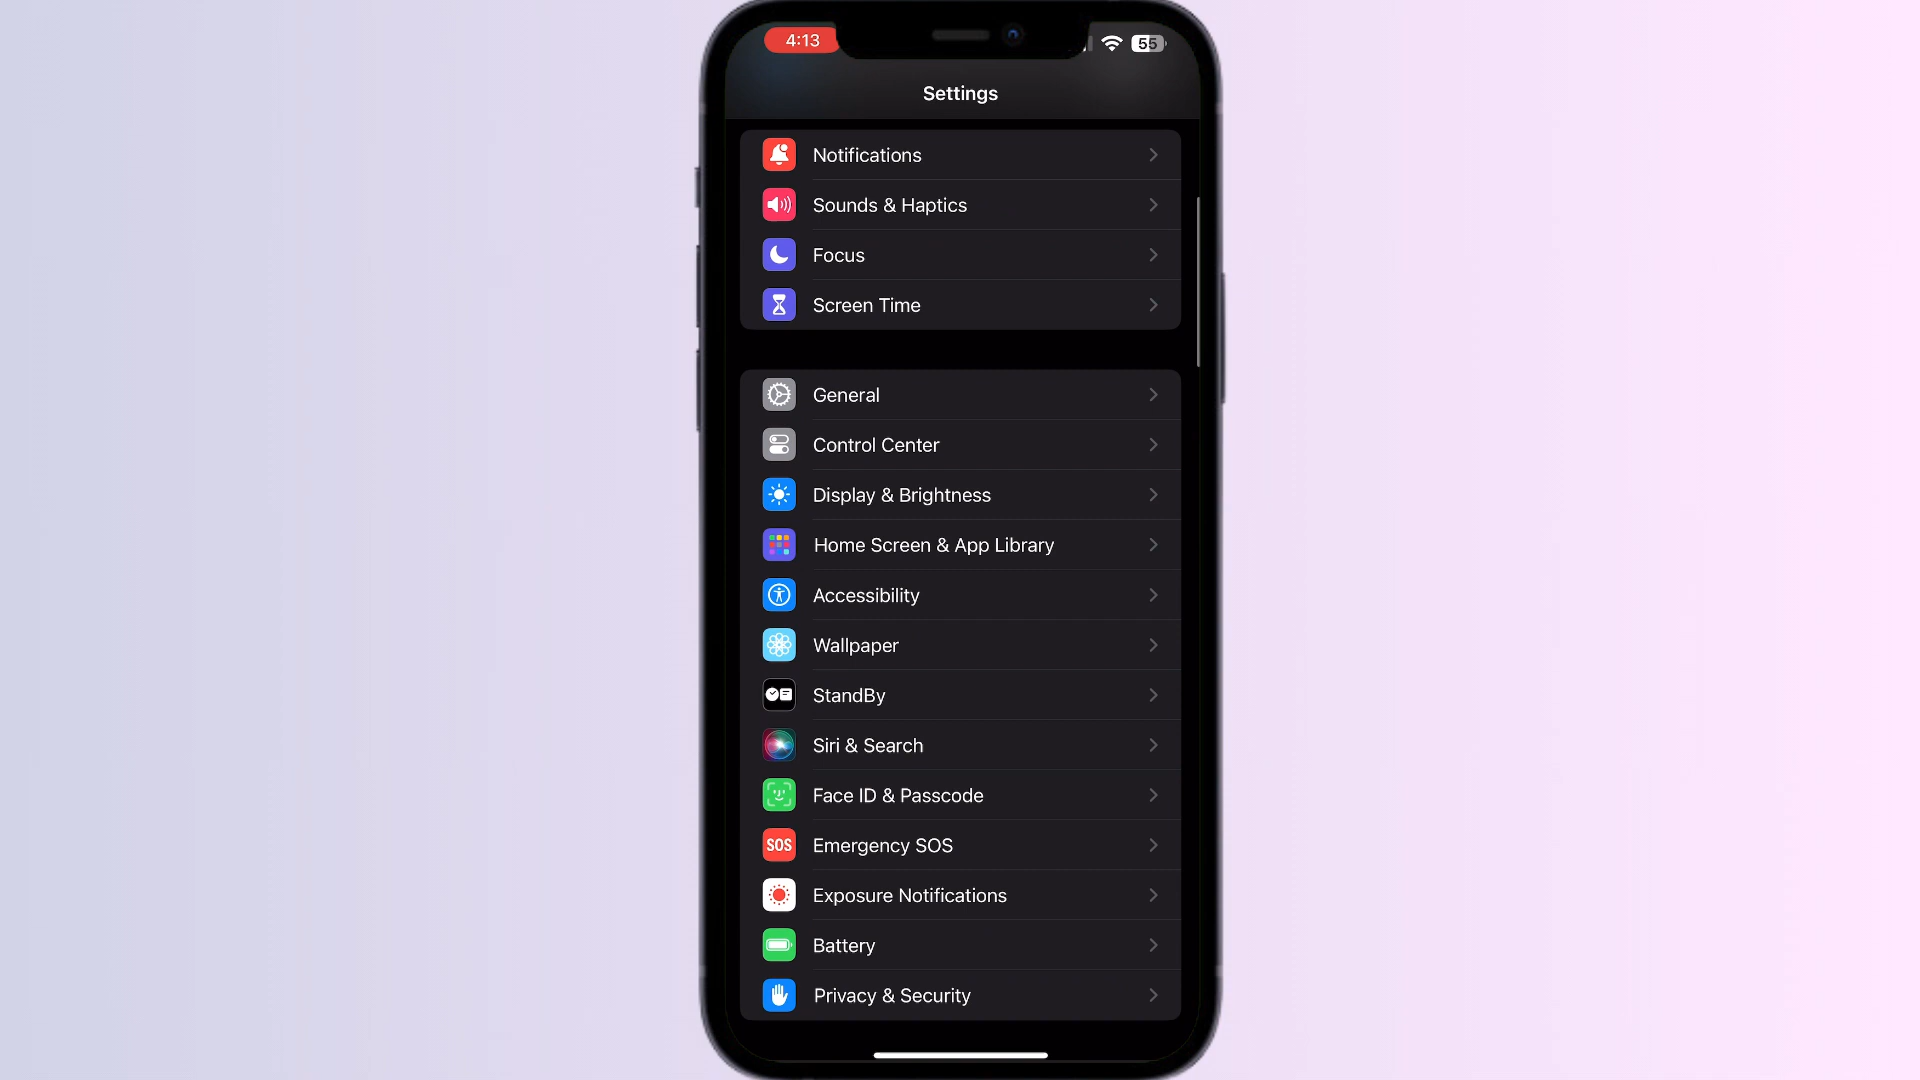 4:13
55
Settings
Notifications
Sounds & Haptics
Focus
Screen Time
General
Control Center
Display & Brightness
Home Screen & App Library
Accessibility
Wallpaper
StandBy
Siri & Search
Face ID & Passcode
SOS
Emergency SOS
Exposure Notifications
Battery
Privacy & Security